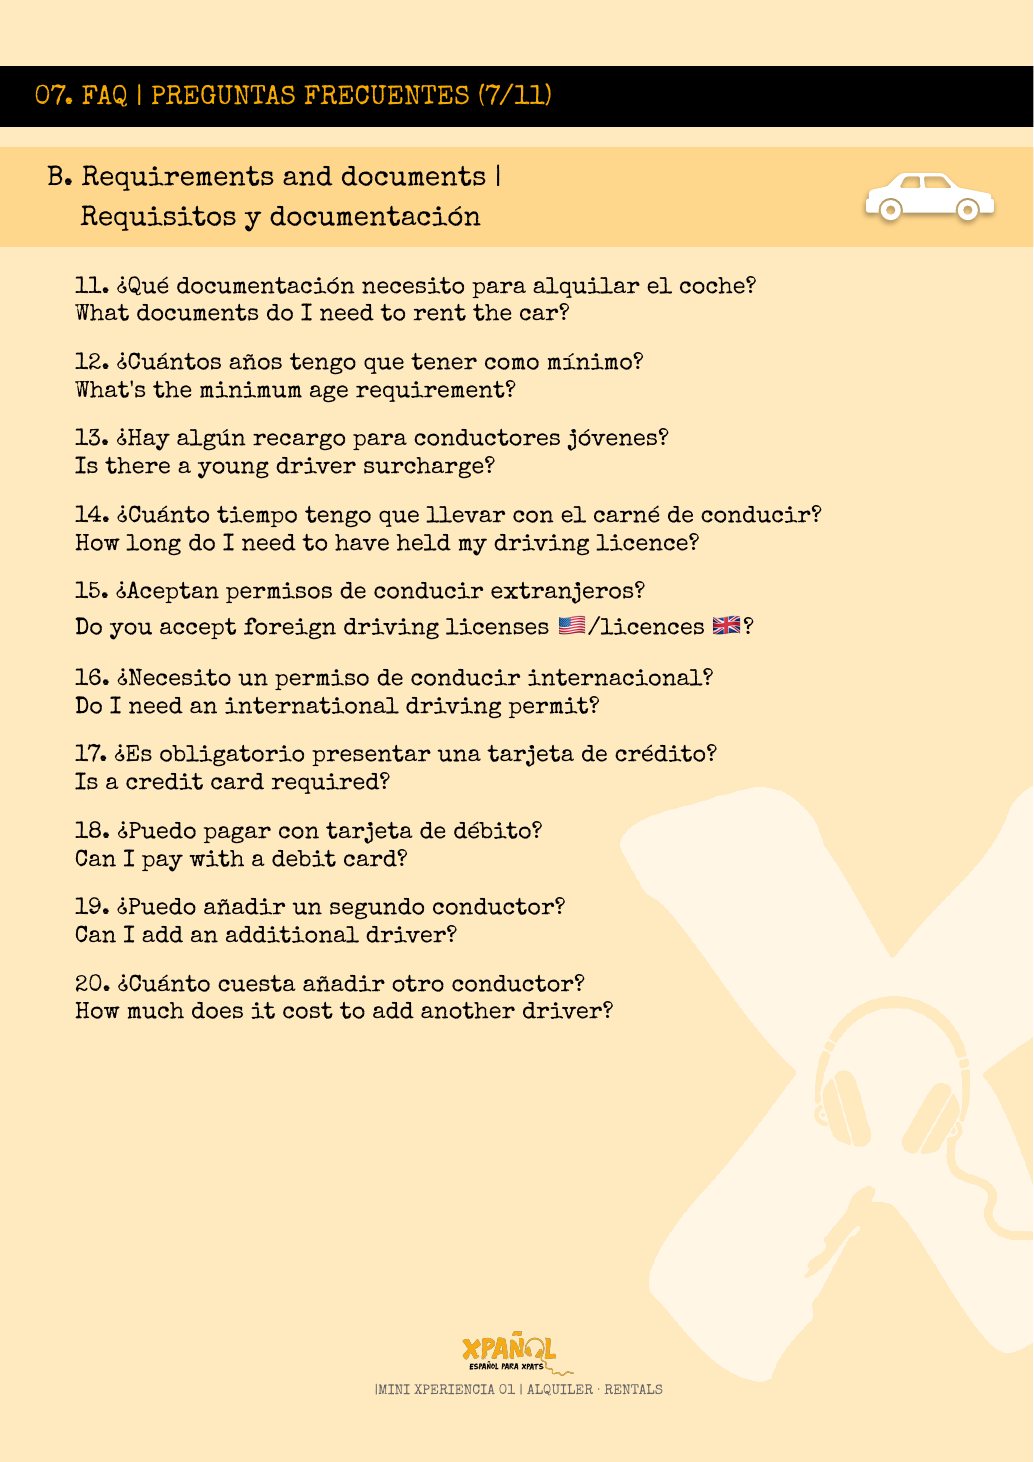 07. FAQ | PREGUNTAS FRECUENTES (7/11)
B. Requirements and documents |
Requisitos y documentación
11. ¿Qué documentación necesito para alquilar el coche?
What documents do I need to rent the car?
12. ¿Cuántos años tengo que tener como mínimo?
What's the minimum age requirement?
13. ¿Hay algún recargo para conductores jóvenes?
Is there a young driver surcharge?
14. ¿Cuánto tiempo tengo que llevar con el carné de conducir?
How long do I need to have held my driving licence?
15. ¿Aceptan permisos de conducir extranjeros?
Do you accept foreign driving licenses 🇺🇸/licences 🇬🇧?
16. ¿Necesito un permiso de conducir internacional?
Do I need an international driving permit?
17. ¿Es obligatorio presentar una tarjeta de crédito?
Is a credit card required?
18. ¿Puedo pagar con tarjeta de débito?
Can I pay with a debit card?
19. ¿Puedo añadir un segundo conductor?
Can I add an additional driver?
20. ¿Cuánto cuesta añadir otro conductor?
How much does it cost to add another driver?
XPAÑOL
ESPAÑOL PARA XPATS
|MINI XPERIENCIA 01 | ALQUILER · RENTALS